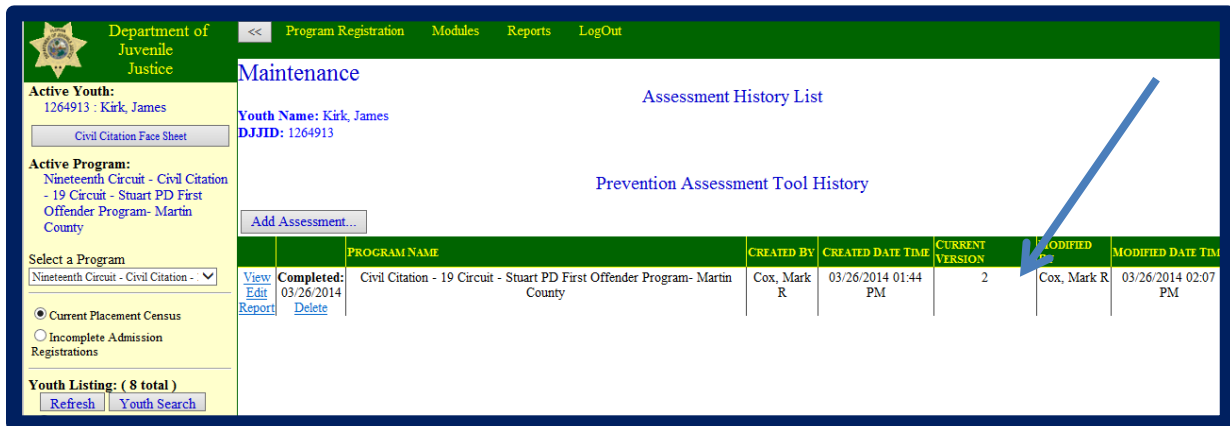 Department of
Juvenile
Justice
<< Program Registration Modules Reports LogOut
Active Youth:
1264913 : Kirk, James
Civil Citation Face Sheet
Active Program:
Nineteenth Circuit - Civil Citation
- 19 Circuit - Stuart PD First
Offender Program- Martin
County
Select a Program
Nineteenth Circuit - Civil Citation -
Current Placement Census
Incomplete Admission
Registrations
Youth Listing: ( 8 total )
Refresh Youth Search
Maintenance
Assessment History List
Youth Name: Kirk, James
DJJID: 1264913
Prevention Assessment Tool History
Add Assessment...
PROGRAM NAME CREATED BY CREATED DATE TIME CURRENT VERSION MODIFIED MODIFIED DATE TIM
View Completed: Civil Citation - 19 Circuit - Stuart PD First Offender Program- Martin Cox, Mark 03/26/2014 01:44 2 Cox, Mark R 03/26/2014 02:07
Edit 03/26/2014 County R PM PM
Report Delete